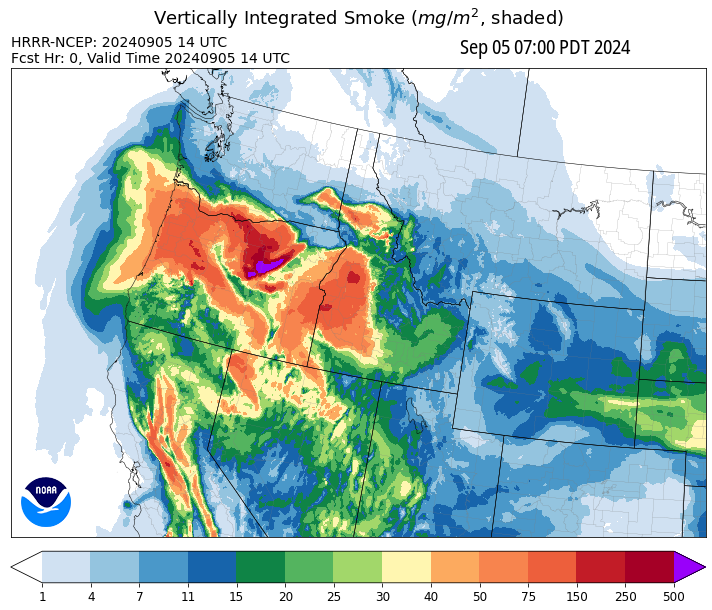 Vertically Integrated Smoke (mg/m², shaded)
HRRR-NCEP: 20240905 14 UTC
Fcst Hr: 0, Valid Time 20240905 14 UTC
Sep 05 07:00 PDT 2024
NOAA
1 4 7 11 15 20 25 30 40 50 75 150 250 500